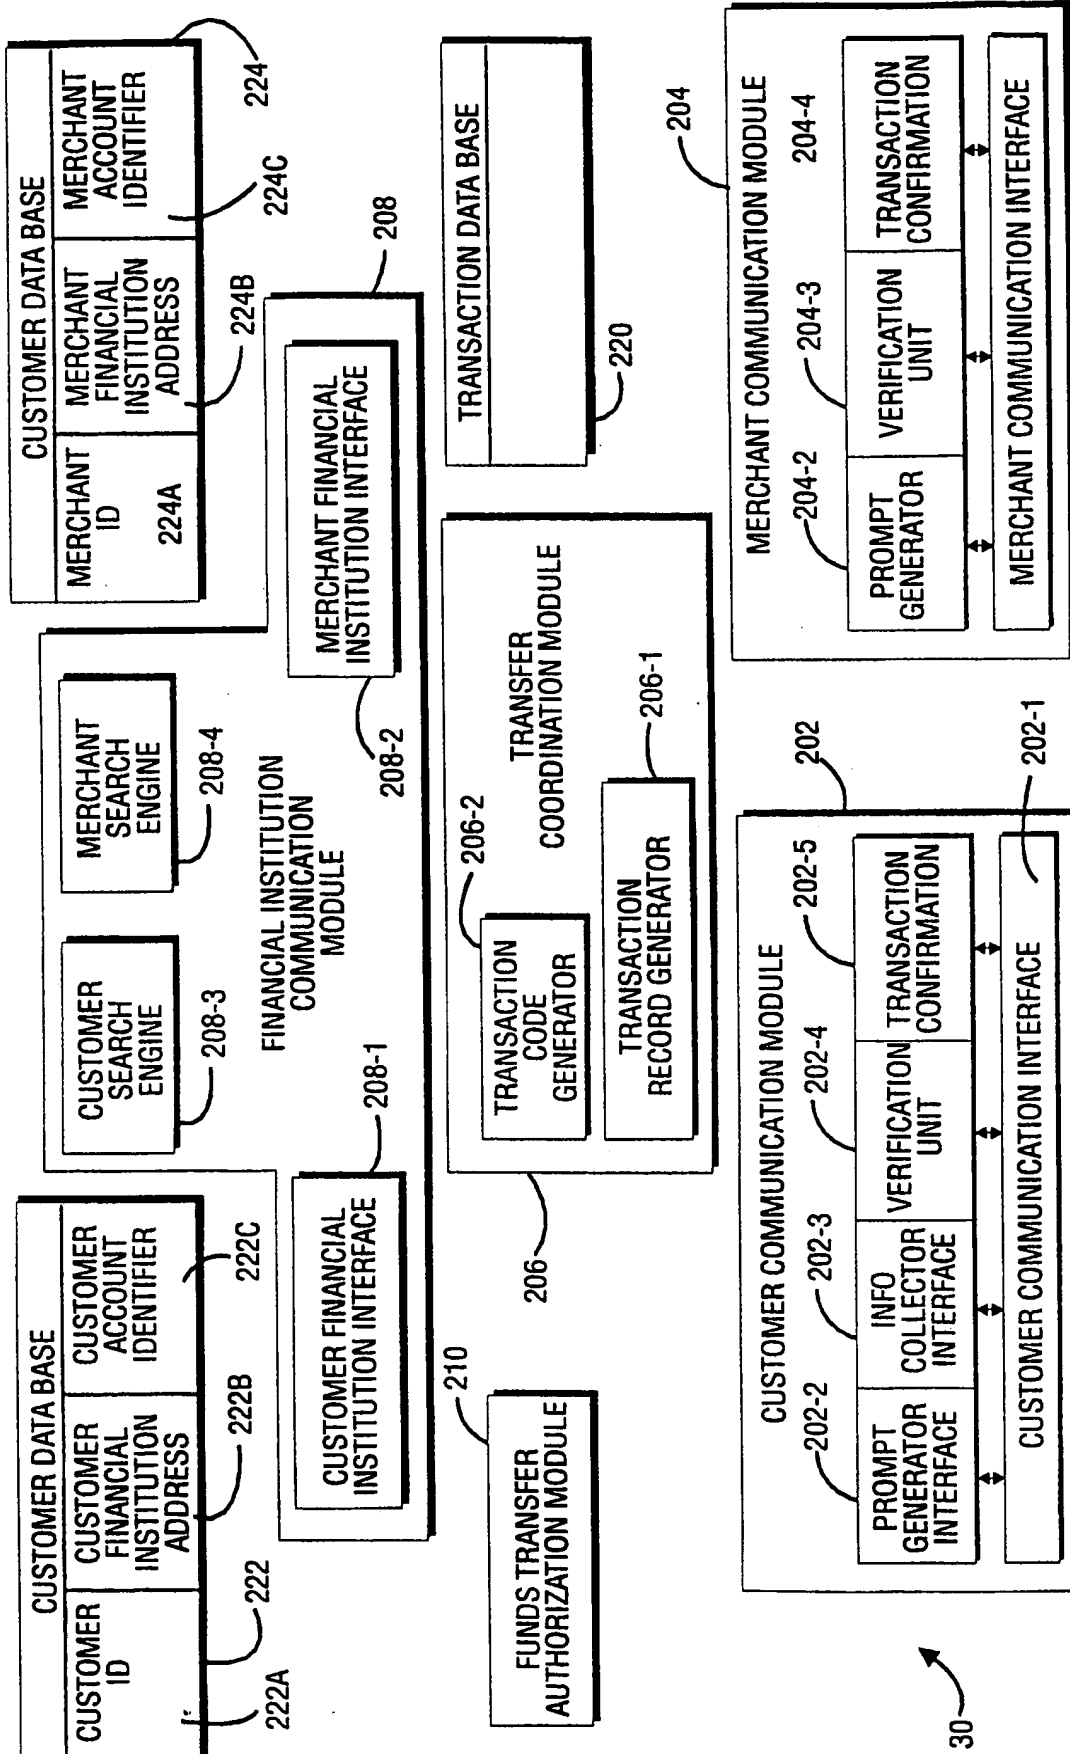 CUSTOMER DATA BASE
CUSTOMER
ID
CUSTOMER
FINANCIAL
INSTITUTION
ADDRESS
CUSTOMER
ACCOUNT
IDENTIFIER
222A
222
222B
222C
CUSTOMER DATA BASE
MERCHANT
ID
224A
MERCHANT
FINANCIAL
INSTITUTION
ADDRESS
MERCHANT
ACCOUNT
IDENTIFIER
224B
224C
224
CUSTOMER
SEARCH
ENGINE
208-3
MERCHANT
SEARCH
ENGINE
208-4
FINANCIAL INSTITUTION
COMMUNICATION
MODULE
CUSTOMER FINANCIAL
INSTITUTION INTERFACE
208-1
MERCHANT FINANCIAL
INSTITUTION INTERFACE
208-2
208
FUNDS TRANSFER
AUTHORIZATION MODULE
210
TRANSFER
COORDINATION MODULE
TRANSACTION
CODE
GENERATOR
206-2
TRANSACTION
RECORD GENERATOR
206-1
206
TRANSACTION DATA BASE
220
CUSTOMER COMMUNICATION MODULE
202
202-2
202-3
202-4
202-5
PROMPT
GENERATOR
INTERFACE
INFO
COLLECTOR
INTERFACE
VERIFICATION
UNIT
TRANSACTION
CONFIRMATION
CUSTOMER COMMUNICATION INTERFACE
202-1
MERCHANT COMMUNICATION MODULE
204
204-2
204-3
204-4
PROMPT
GENERATOR
VERIFICATION
UNIT
TRANSACTION
CONFIRMATION
MERCHANT COMMUNICATION INTERFACE
30